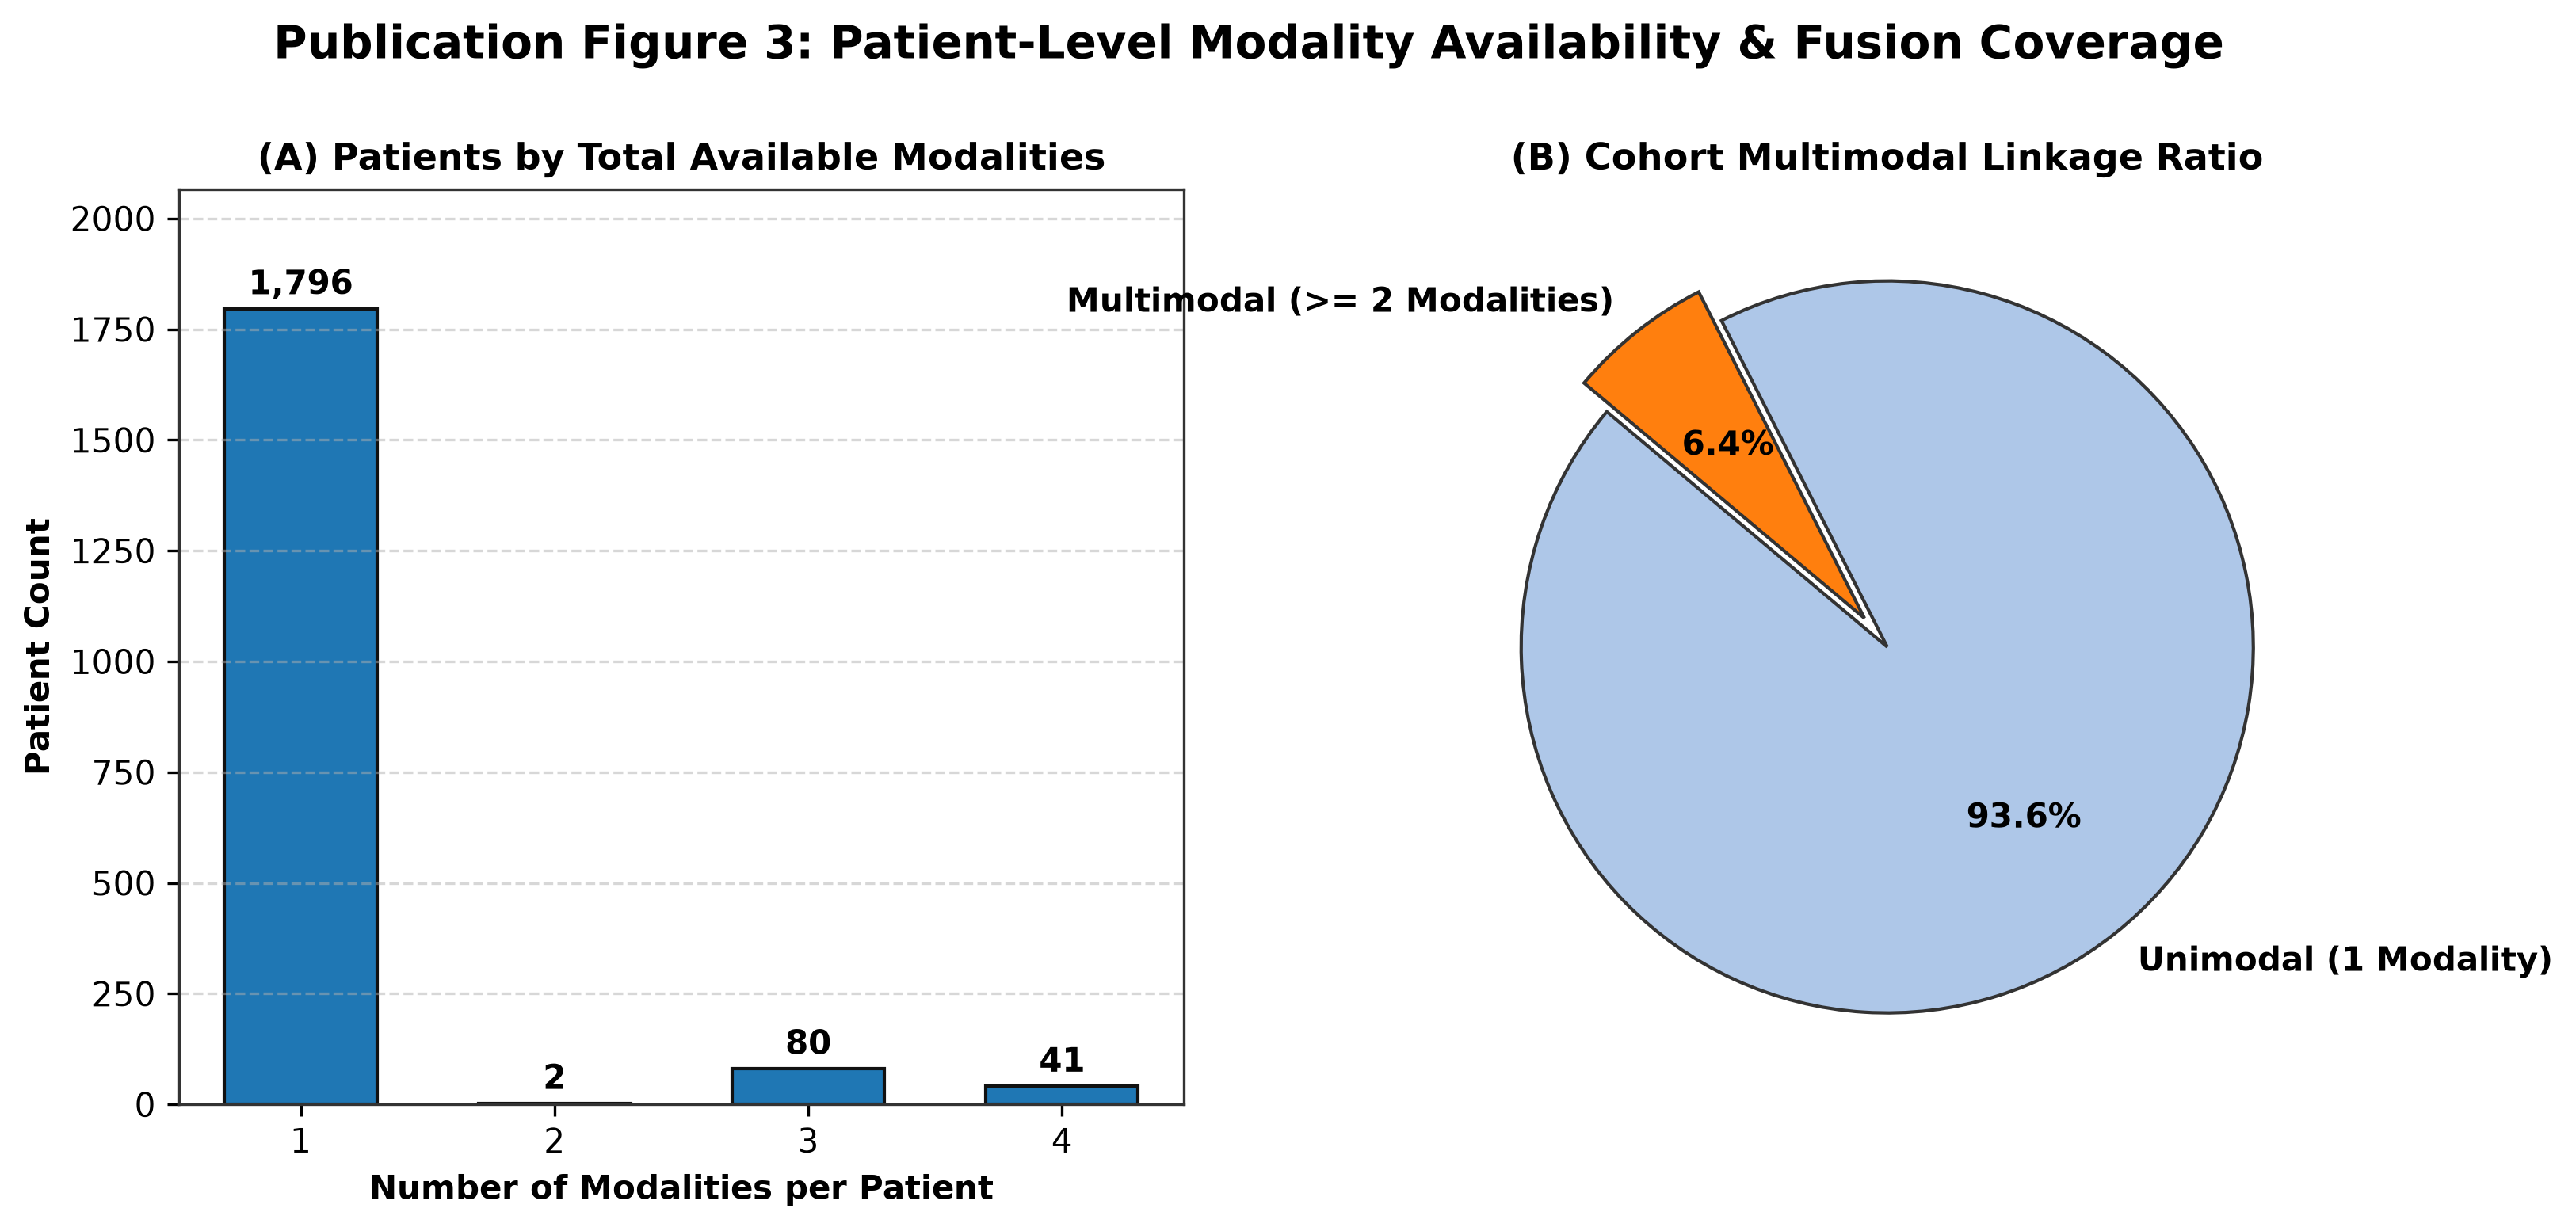 Publication Figure 3: Patient-Level Modality Availability & Fusion Coverage
(A) Patients by Total Available Modalities
2000
1750
1500
1250
1000
750
500
250
0
Patient Count
1,796
2
80
41
1
2
3
4
Number of Modalities per Patient
(B) Cohort Multimodal Linkage Ratio
Multimodal (>= 2 Modalities)
6.4%
93.6%
Unimodal (1 Modality)